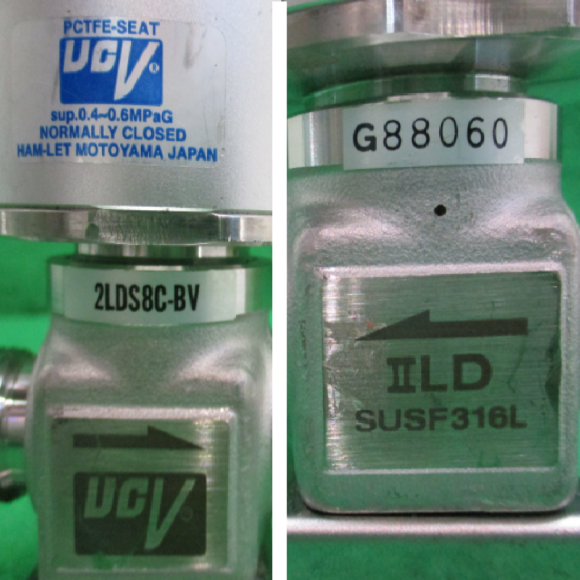 PCTFE-SEAT
UCV®
sup.0.4~0.6MPaG
NORMALLY CLOSED
HAM-LET MOTOYAMA JAPAN
2LDS8C-BV
UCV
G88060
IILD
SUSF316L